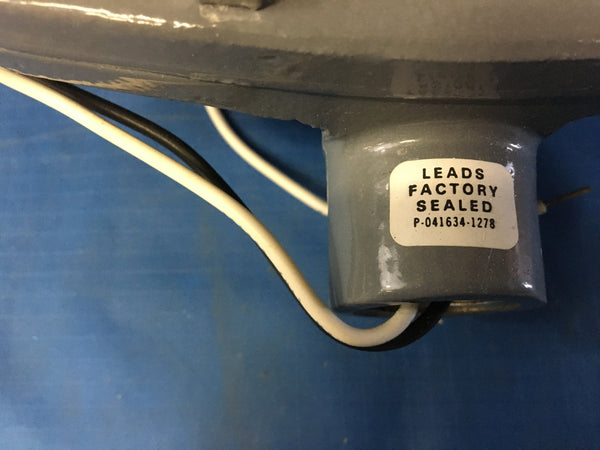 LEADS
FACTORY
SEALED
P-041634-1278